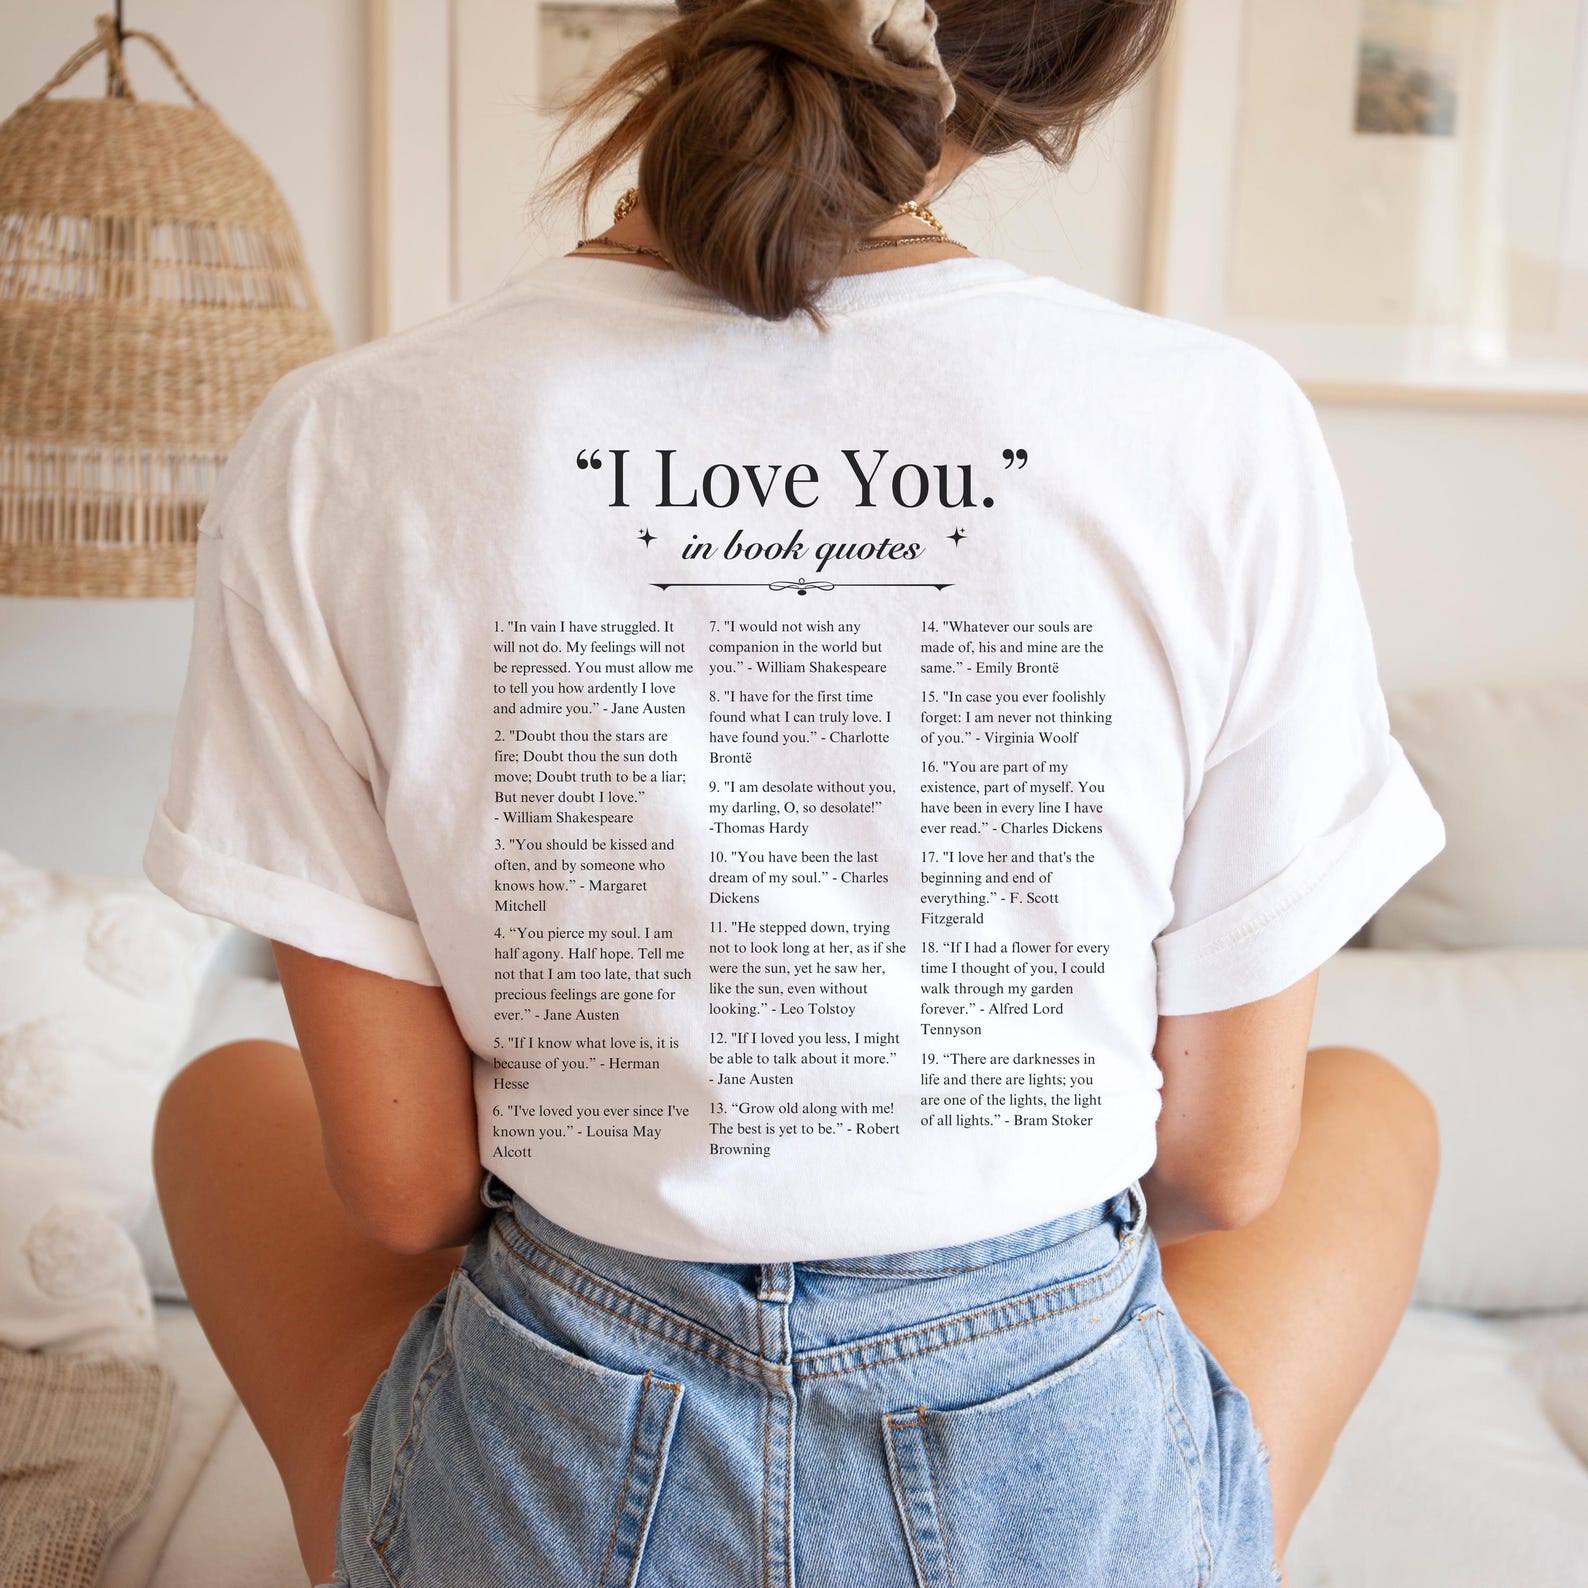 “I Love You.”
in book quotes
1. "In vain I have struggled. It
will not do. My feelings will not
be repressed. You must allow me
to tell you how ardently I love
and admire you.” - Jane Austen
2. "Doubt thou the stars are
fire; Doubt thou the sun doth
move; Doubt truth to be a liar;
But never doubt I love.”
- William Shakespeare
3. "You should be kissed and
often, and by someone who
knows how.” - Margaret
Mitchell
4. “You pierce my soul. I am
half agony. Half hope. Tell me
not that I am too late, that such
precious feelings are gone for
ever.” - Jane Austen
5. "If I know what love is, it is
because of you.” - Herman
Hesse
6. "I've loved you ever since I've
known you.” - Louisa May
Alcott
7. "I would not wish any
companion in the world but
you.” - William Shakespeare
8. "I have for the first time
found what I can truly love. I
have found you.” - Charlotte
Brontë
9. "I am desolate without you,
my darling, O, so desolate!”
-Thomas Hardy
10. "You have been the last
dream of my soul.” - Charles
Dickens
11. "He stepped down, trying
not to look long at her, as if she
were the sun, yet he saw her,
like the sun, even without
looking.” - Leo Tolstoy
12. "If I loved you less, I might
be able to talk about it more.”
- Jane Austen
13. “Grow old along with me!
The best is yet to be.” - Robert
Browning
14. "Whatever our souls are
made of, his and mine are the
same.” - Emily Brontë
15. "In case you ever foolishly
forget: I am never not thinking
of you.” - Virginia Woolf
16. "You are part of my
existence, part of myself. You
have been in every line I have
ever read.” - Charles Dickens
17. "I love her and that's the
beginning and end of
everything.” - F. Scott
Fitzgerald
18. “If I had a flower for every
time I thought of you, I could
walk through my garden
forever.” - Alfred Lord
Tennyson
19. “There are darknesses in
life and there are lights; you
are one of the lights, the light
of all lights.” - Bram Stoker